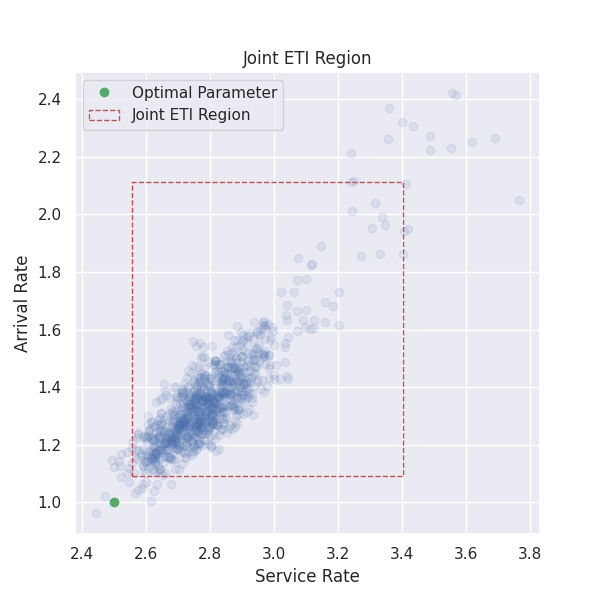 Joint ETI Region
Optimal Parameter
Joint ETI Region
Arrival Rate
2.4
2.2
2.0
1.8
1.6
1.4
1.2
1.0
2.4 2.6 2.8 3.0 3.2 3.4 3.6 3.8
Service Rate